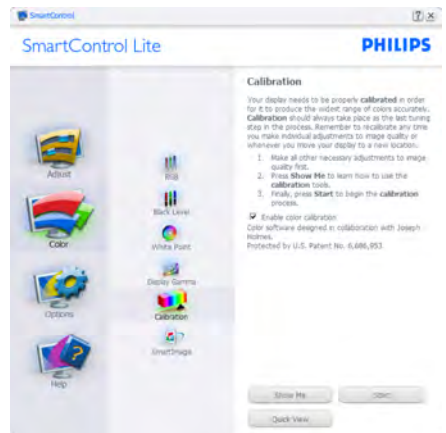 SmartControl
SmartControl Lite
PHILIPS
Adjust
Color
Options
Help
RGB
Black Level
White Point
Display Gamma
Calibration
SmartImage
Calibration
Your display needs to be properly calibrated in order
for it to produce the widest range of colors accurately.
Calibration should always take place as the last tuning
step in the process. Remember to recalibrate any time
you make individual adjustments to image quality or
whenever you move your display to a new location.
1. Make all other necessary adjustments to image
quality first.
2. Press Show Me to learn how to use the
calibration tools.
3. Finally, press Start to begin the calibration
process.
Enable color calibration
Color software designed in collaboration with Joseph
Holmes.
Protected by U.S. Patent No. 6,686,953
Show Me
Start
Quick View